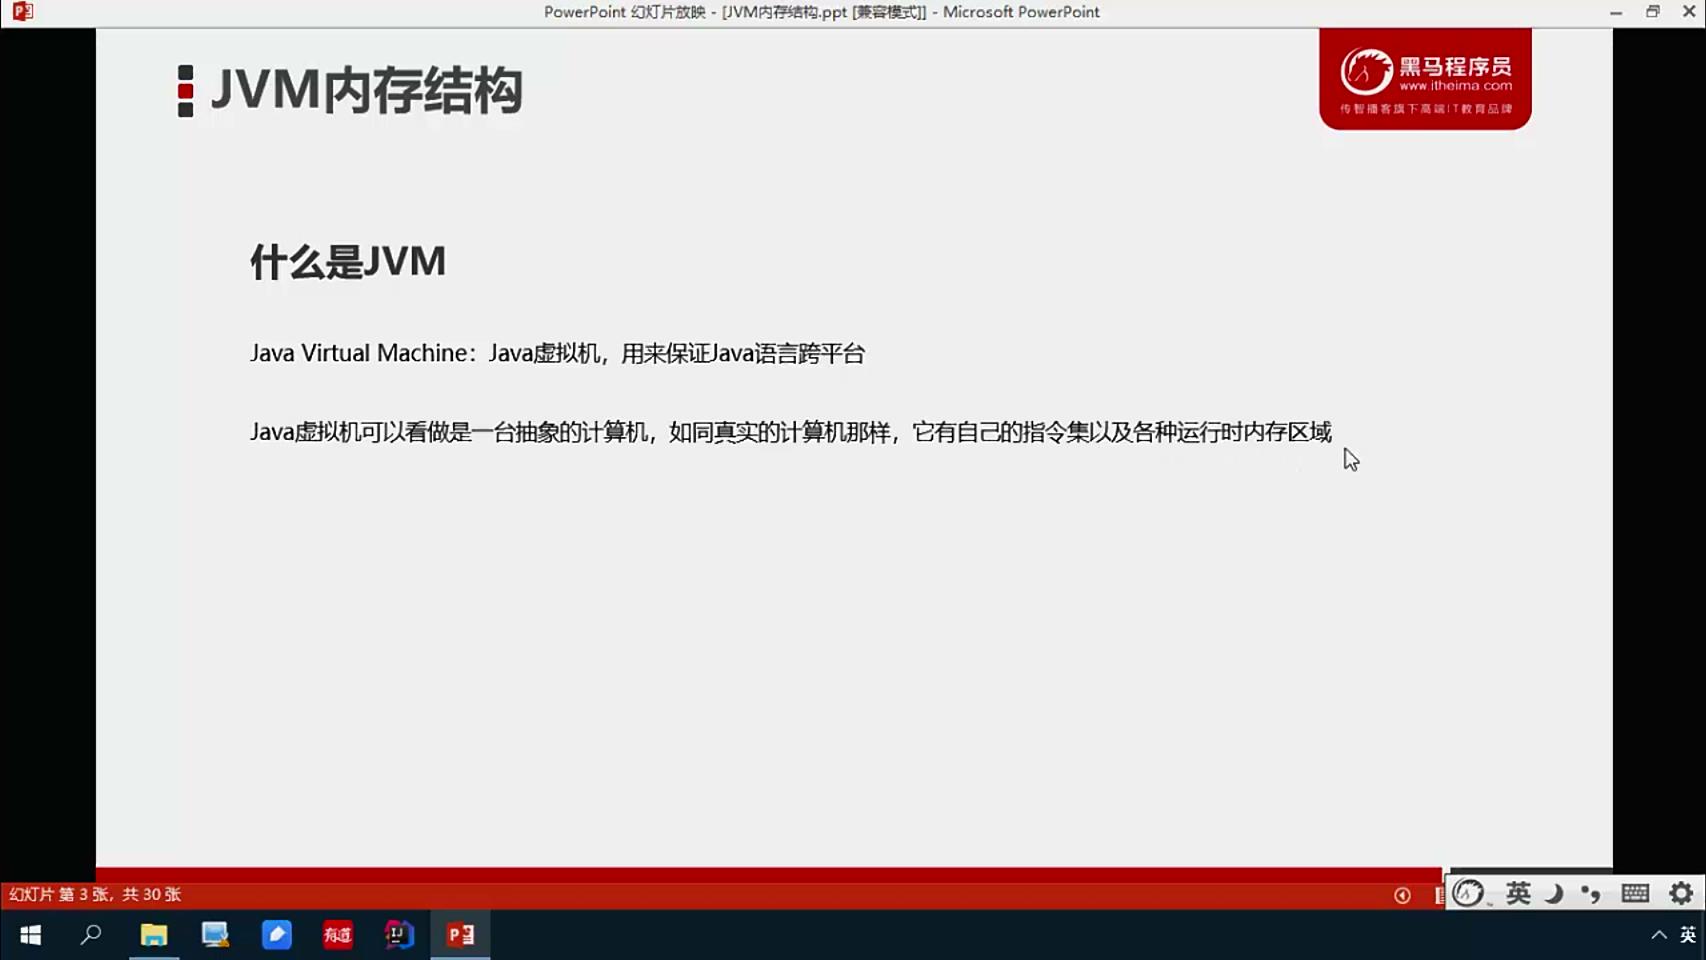 PowerPoint 幻灯片放映 - [JVM内存结构.ppt [兼容模式]] - Microsoft PowerPoint
JVM内存结构
黑马程序员
www.itheima.com
传智播客旗下高端IT教育品牌
什么是JVM
Java Virtual Machine：Java虚拟机，用来保证Java语言跨平台
Java虚拟机可以看做是一台抽象的计算机，如同真实的计算机那样，它有自己的指令集以及各种运行时内存区域
幻灯片 第 3 张，共 30 张
英
有道
IJ
英